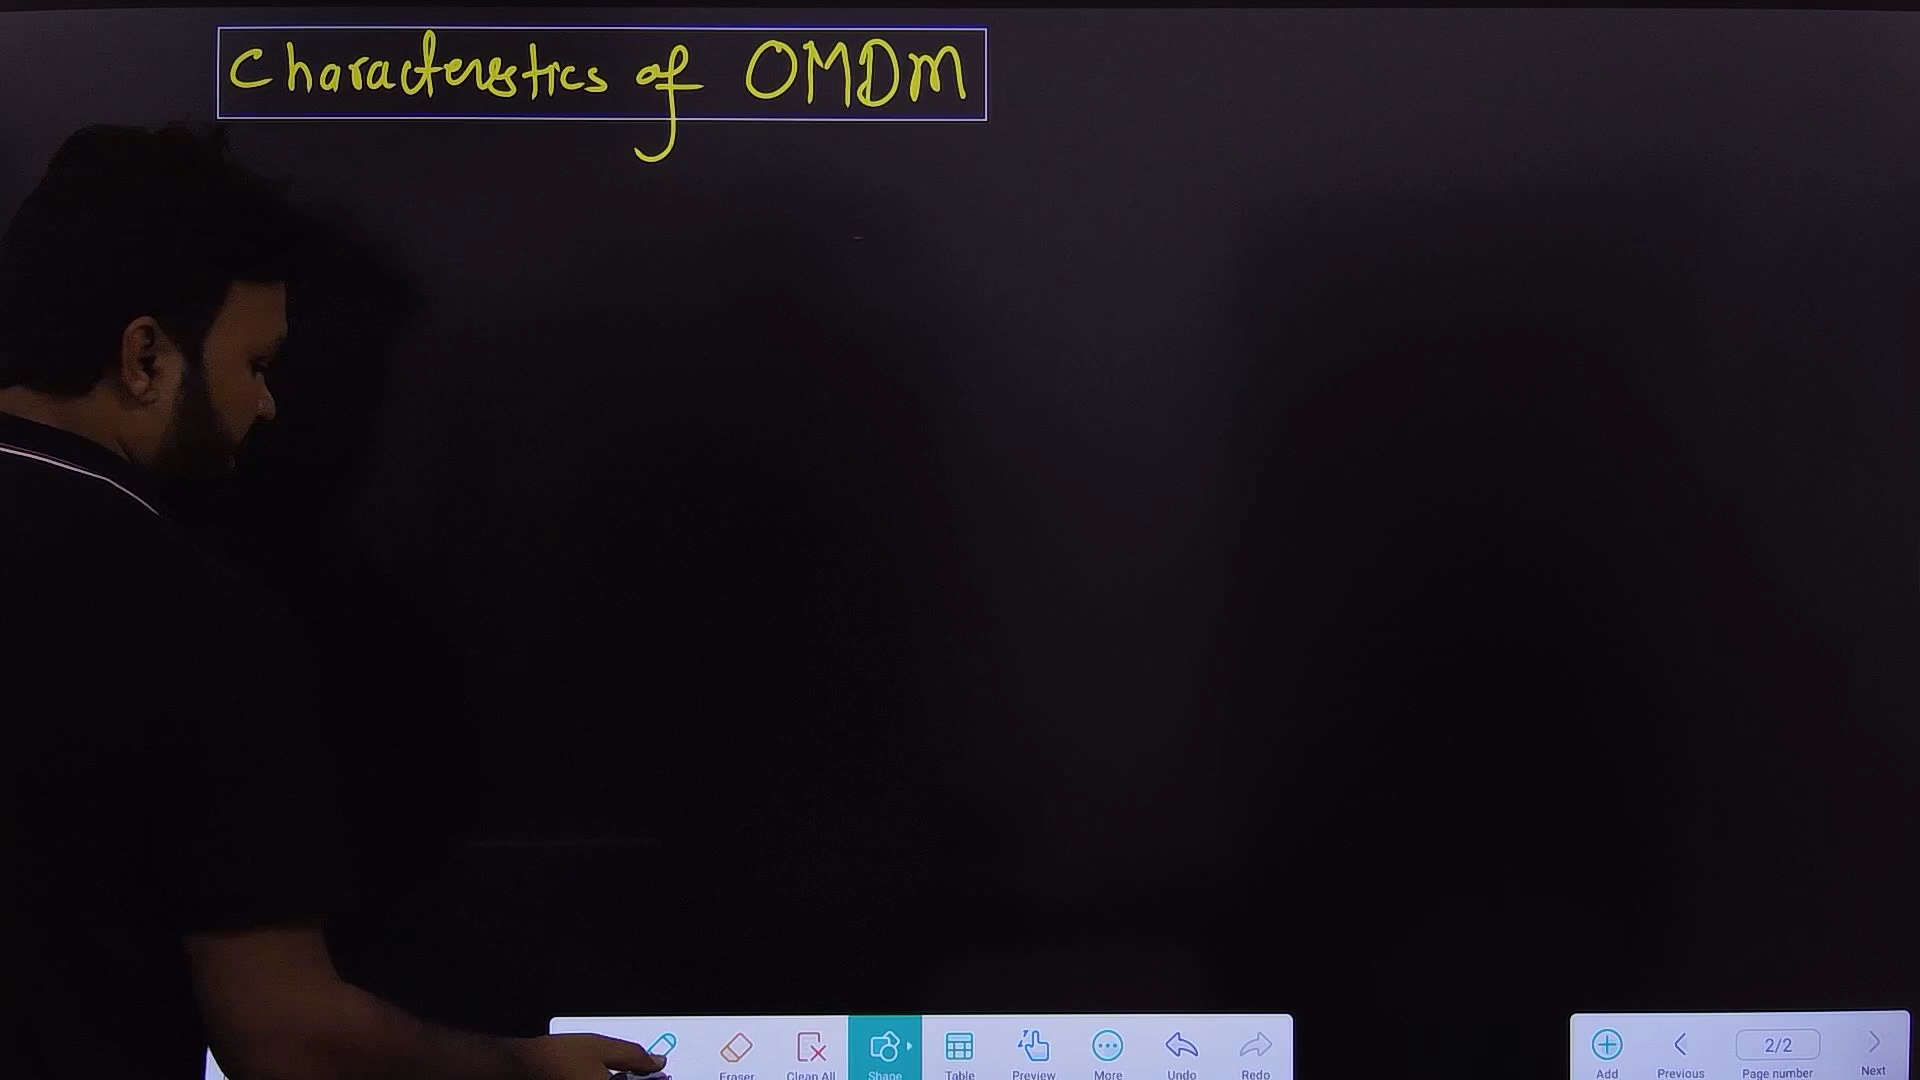 Characteristics of OMDM
Eraser Clean All Shape Table Preview More Undo Redo
Add Previous 2/2 Page number Next